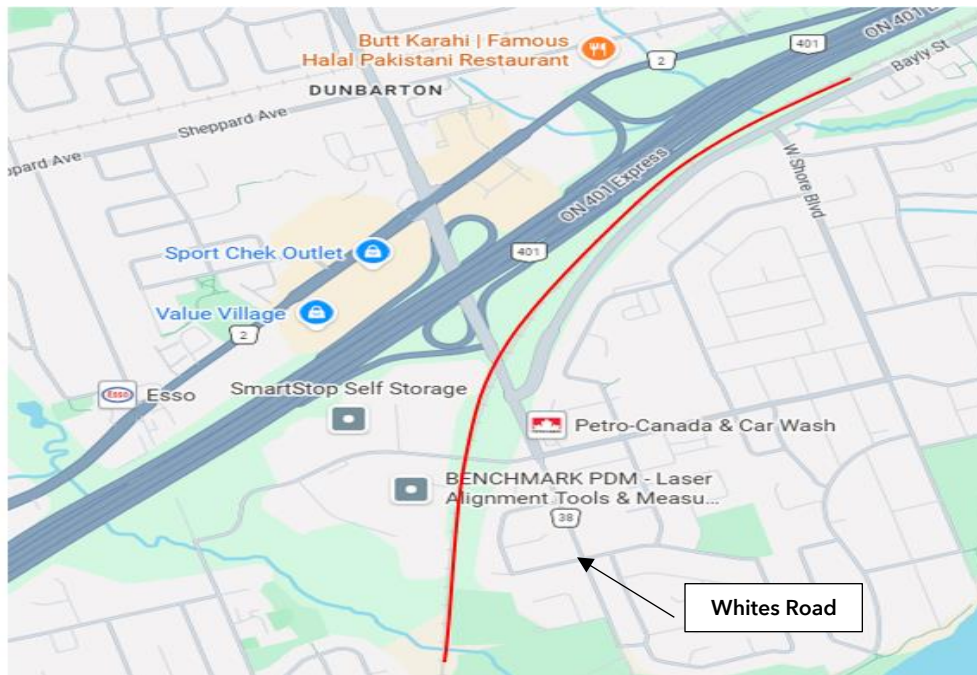 Butt Karahi | Famous
Halal Pakistani Restaurant
2
401
ON 401 E
Bayly St
DUNBARTON
Sheppard Ave
ppard Ave
ON 401 Express
W Shore Blvd
Sport Chek Outlet
401
Value Village
2
Esso
Esso
SmartStop Self Storage
Petro-Canada & Car Wash
BENCHMARK PDM - Laser
Alignment Tools & Measu...
38
Whites Road